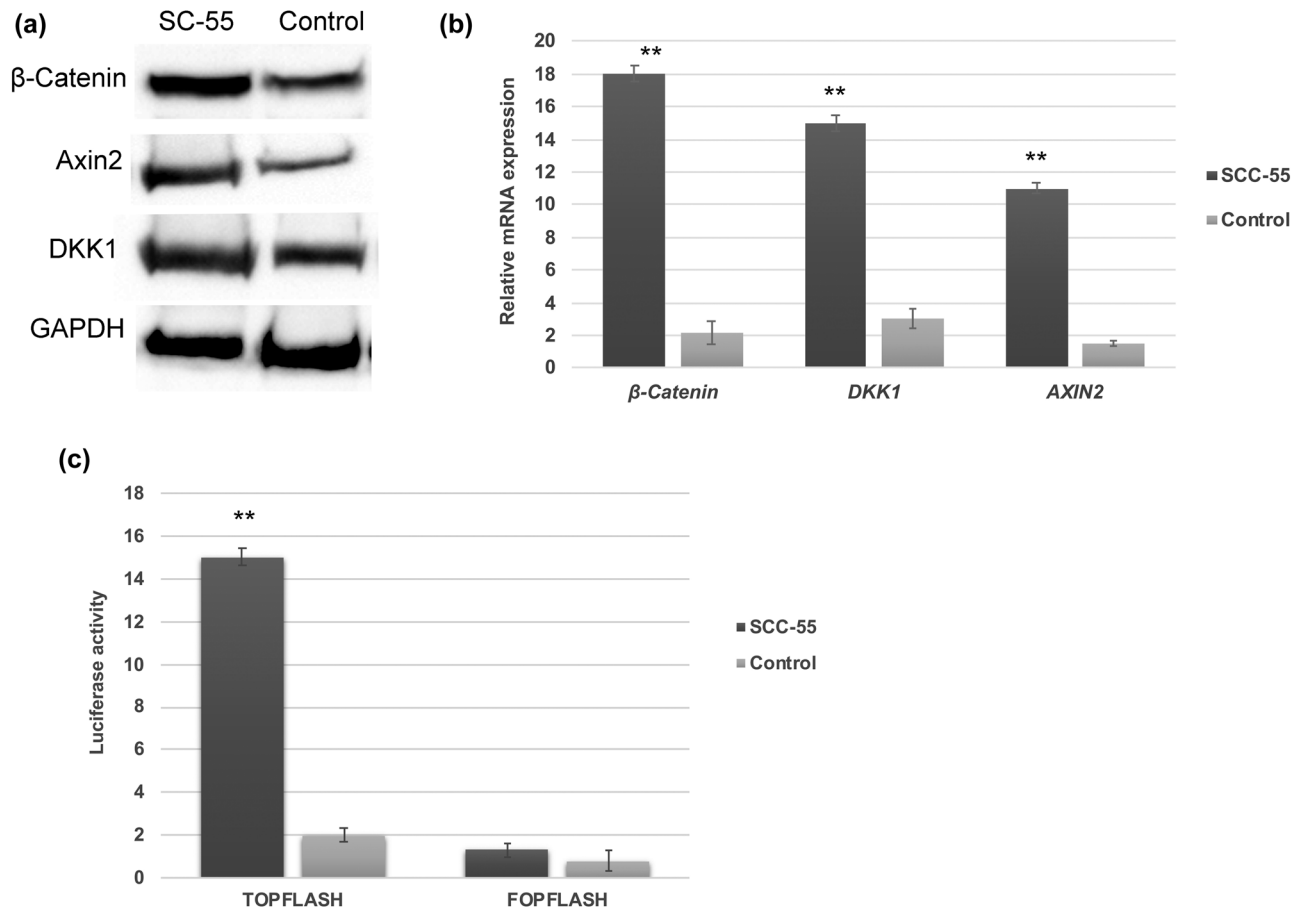 (a)
SC-55 Control
β-Catenin
Axin2
DKK1
GAPDH
(b)
20
18
16
14
12
10
8
6
4
2
0
Relative mRNA expression
** ** **
β-Catenin DKK1 AXIN2
SCC-55
Control
(c)
18
16
14
12
10
8
6
4
2
0
Luciferase activity
**
TOPFLASH FOPFLASH
SCC-55
Control